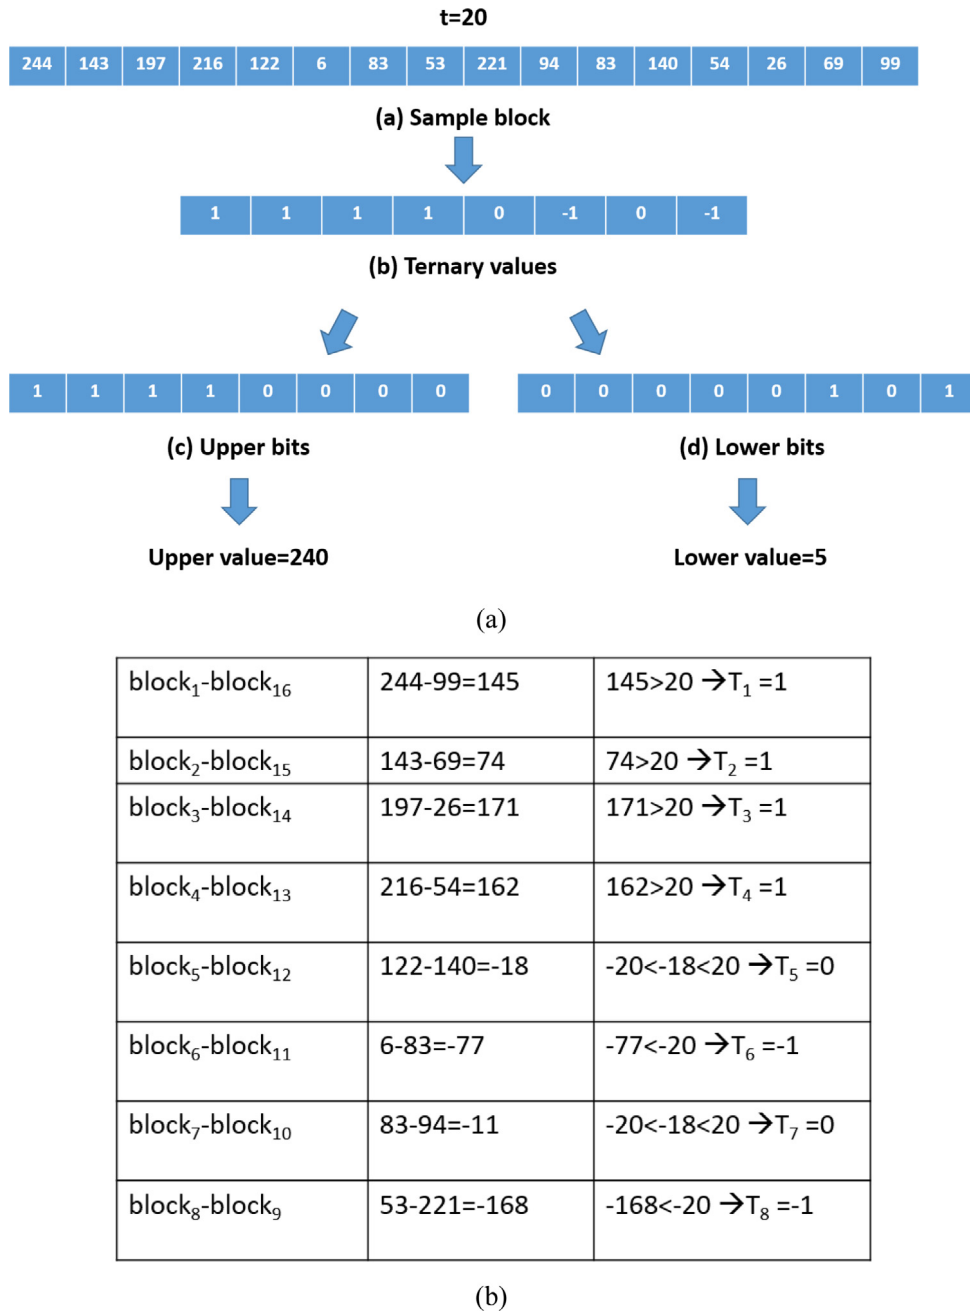 t=20
244 143 197 216 122 6 83 53 221 94 83 140 54 26 69 99
(a) Sample block
1 1 1 1 0 -1 0 -1
(b) Ternary values
1 1 1 1 0 0 0 0 0 0 0 0 0 1 0 1
(c) Upper bits (d) Lower bits
Upper value=240 Lower value=5
(a)
block₁-block₁₆ 244-99=145 145>20 →T₁ =1
block₂-block₁₅ 143-69=74 74>20 →T₂ =1
block₃-block₁₄ 197-26=171 171>20 →T₃ =1
block₄-block₁₃ 216-54=162 162>20 →T₄ =1
block₅-block₁₂ 122-140=-18 -20<-18<20 →T₅ =0
block₆-block₁₁ 6-83=-77 -77<-20 →T₆ =-1
block₇-block₁₀ 83-94=-11 -20<-18<20 →T₇ =0
block₈-block₉ 53-221=-168 -168<-20 →T₈ =-1
(b)